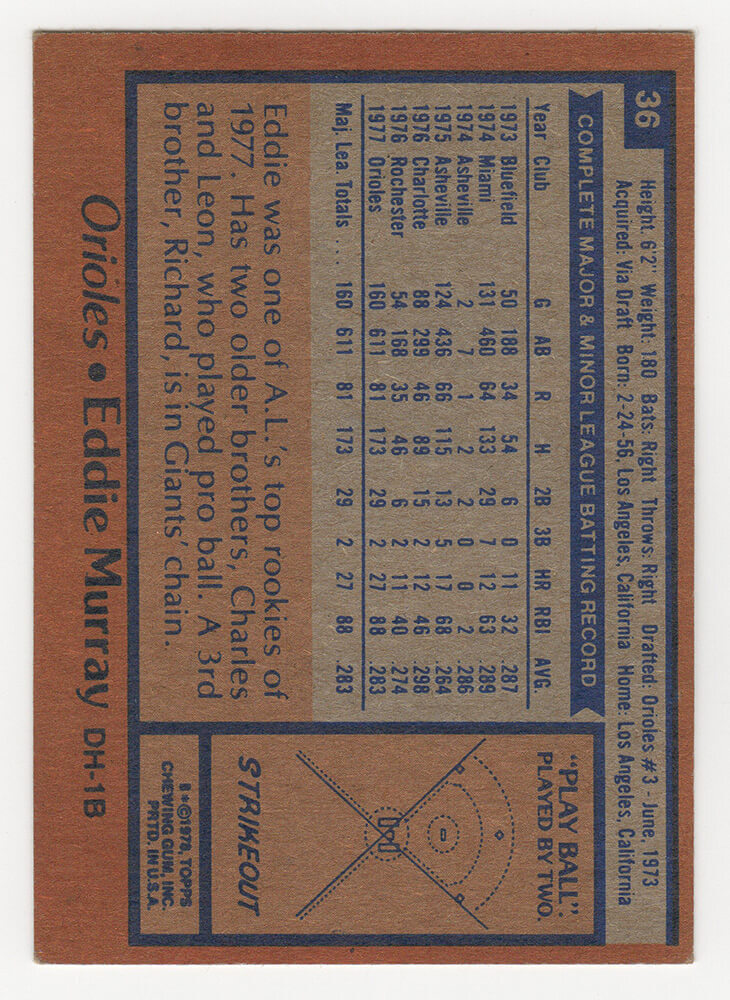 36
Height: 6'2" Weight: 180 Bats: Right Throws: Right Drafted: Orioles #3 - June, 1973
Acquired: Via Draft Born: 2-24-56, Los Angeles, California Home: Los Angeles, California
COMPLETE MAJOR & MINOR LEAGUE BATTING RECORD
Year Club G AB R H 2B 3B HR RBI AVG.
1973 Bluefield 50 188 34 54 6 0 11 32 .287
1974 Miami 131 460 64 133 29 7 12 63 .289
1974 Asheville 2 7 1 2 2 0 0 2 .286
1975 Asheville 124 436 66 115 13 5 17 68 .264
1976 Charlotte 88 299 46 89 15 2 12 46 .298
1976 Rochester 54 168 35 46 6 2 11 40 .274
1977 Orioles 160 611 81 173 29 2 27 88 .283
Maj. Lea. Totals .... 160 611 81 173 29 2 27 88 .283
Eddie was one of A.L.'s top rookies of
1977. Has two older brothers, Charles
and Leon, who played pro ball. A 3rd
brother, Richard, is in Giants' chain.
"PLAY BALL".
PLAYED BY TWO.
STRIKEOUT
Orioles • Eddie Murray DH-1B
©1978, TOPPS
CHEWING GUM, INC.
PRTD. IN U.S.A.